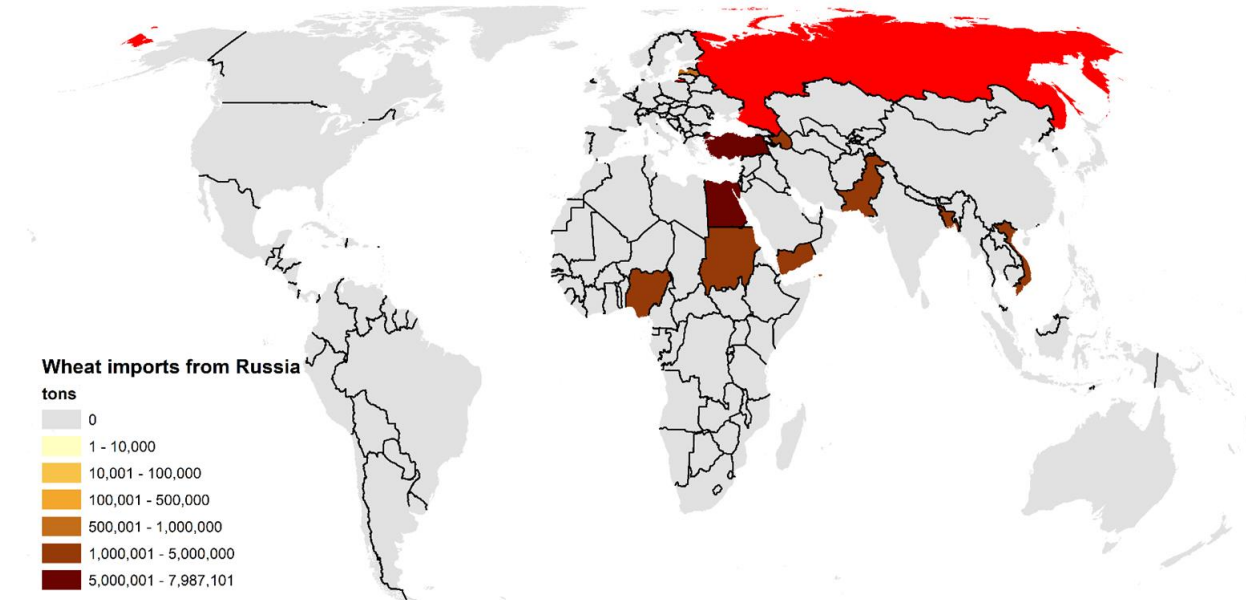 Wheat imports from Russia
tons
0
1 - 10,000
10,001 - 100,000
100,001 - 500,000
500,001 - 1,000,000
1,000,001 - 5,000,000
5,000,001 - 7,987,101